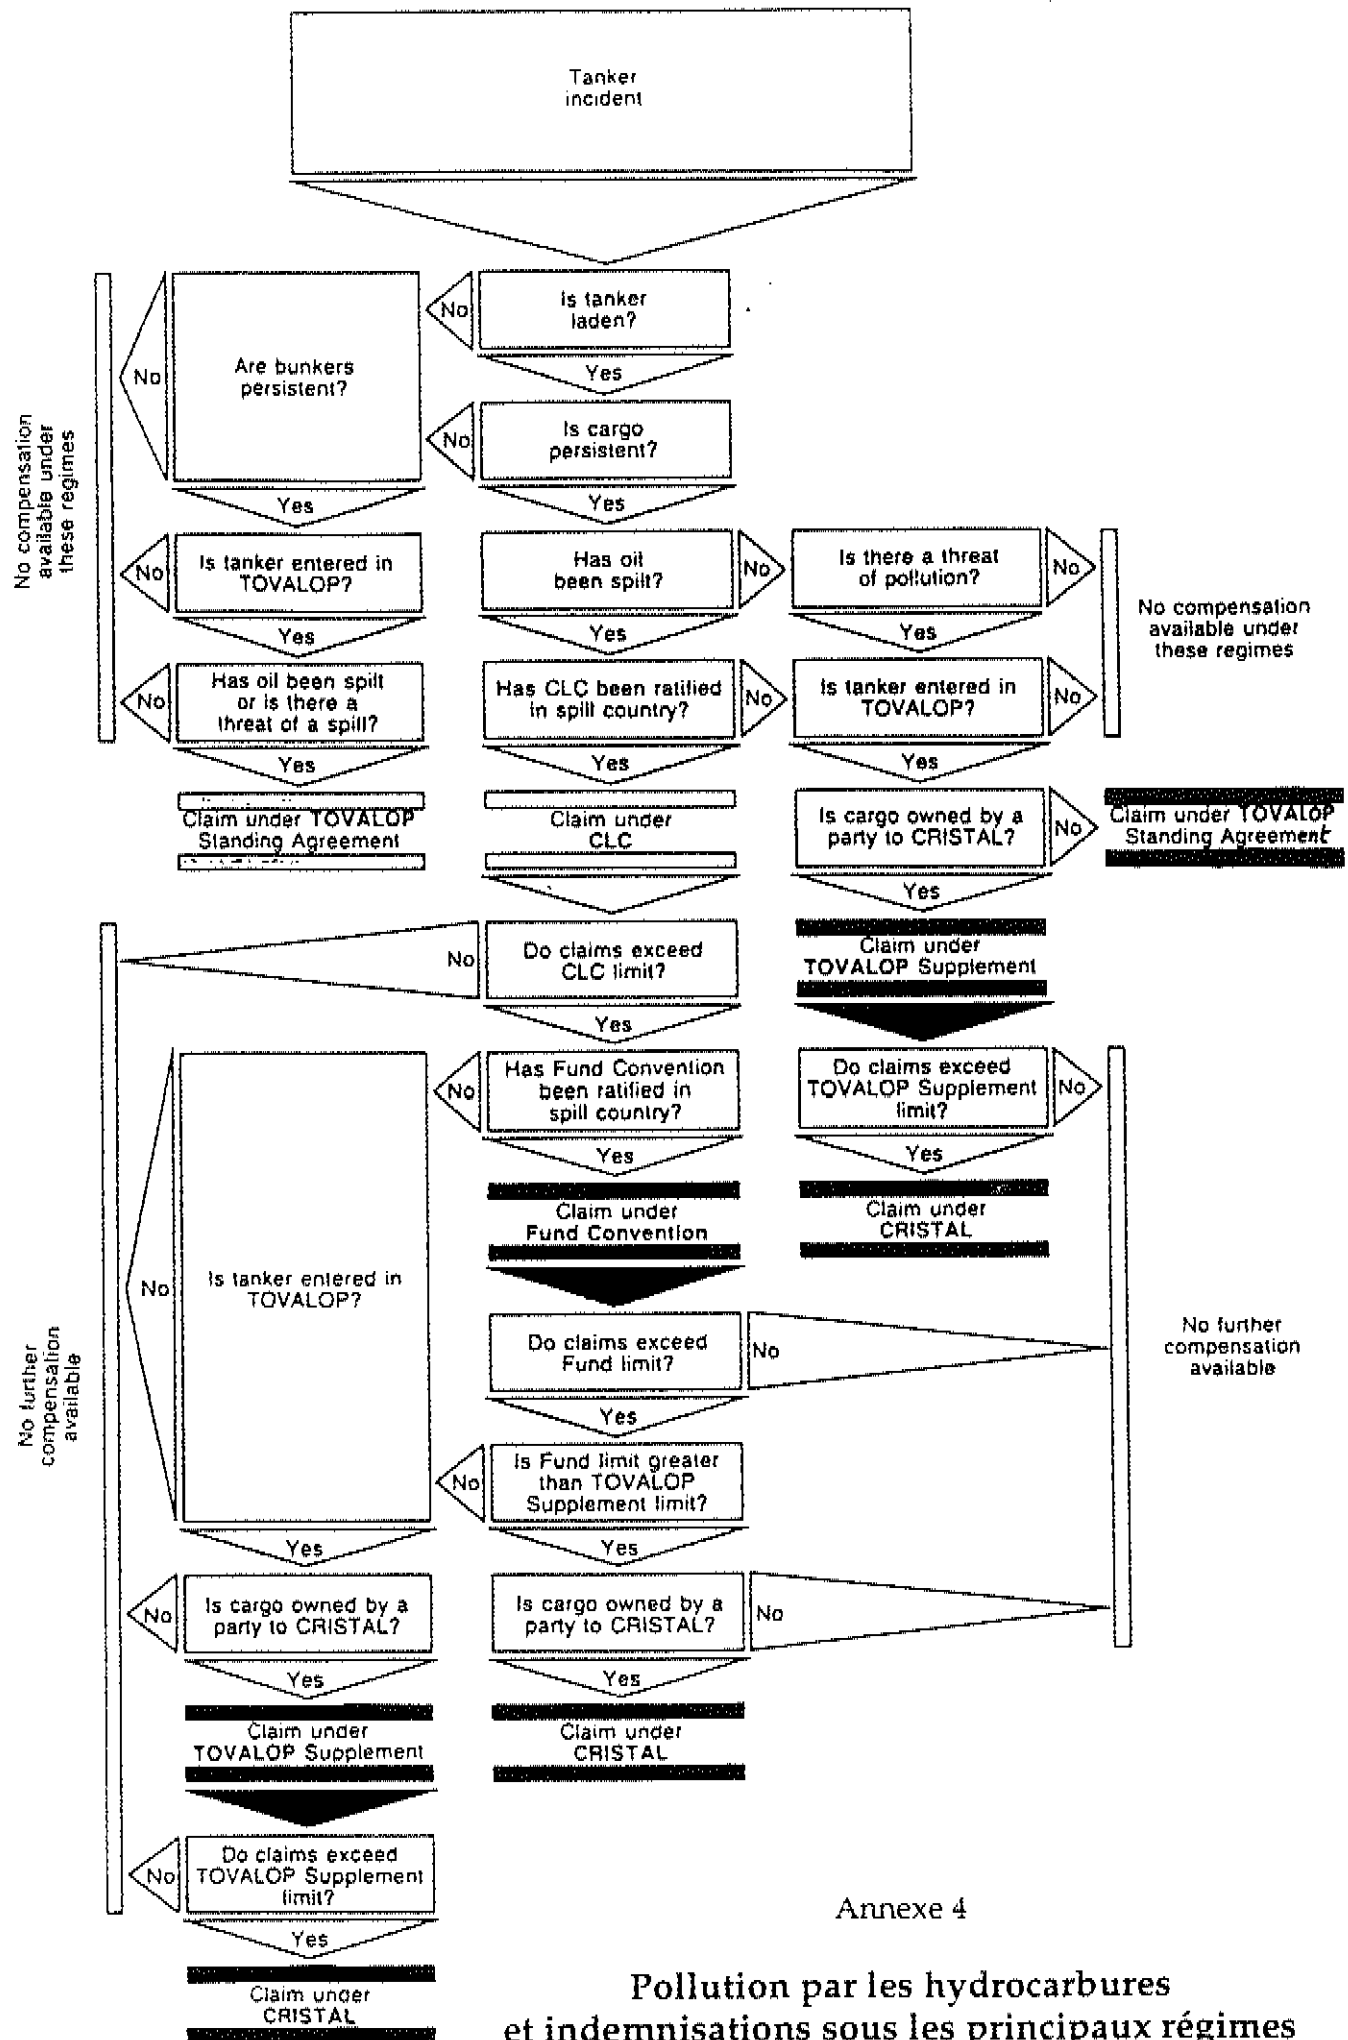 Tanker
incident
Is tanker
laden?
No
Yes
Are bunkers
persistent?
No
Yes
Is cargo
persistent?
No
Yes
No compensation
available under
these regimes
Is tanker entered in
TOVALOP?
No
Yes
Has oil
been spilt?
No
Yes
Is there a threat
of pollution?
No
Yes
No compensation
available under
these regimes
Has oil been spilt
or is there a
threat of a spill?
No
Yes
Has CLC been ratified
in spill country?
No
Yes
Is tanker entered in
TOVALOP?
No
Yes
Claim under TOVALOP
Standing Agreement
Claim under
CLC
Is cargo owned by a
party to CRISTAL?
No
Yes
Claim under TOVALOP
Standing Agreement
Do claims exceed
CLC limit?
No
Yes
Claim under
TOVALOP Supplement
Has Fund Convention
been ratified in
spill country?
No
Yes
Do claims exceed
TOVALOP Supplement
limit?
No
Yes
Claim under
Fund Convention
Claim under
CRISTAL
Is tanker entered in
TOVALOP?
No
Yes
Do claims exceed
Fund limit?
No
Yes
No further
compensation
available
No further
compensation
available
Is Fund limit greater
than TOVALOP
Supplement limit?
No
Yes
Is cargo owned by a
party to CRISTAL?
No
Yes
Is cargo owned by a
party to CRISTAL?
No
Yes
Claim under
TOVALOP Supplement
Claim under
CRISTAL
Do claims exceed
TOVALOP Supplement
limit?
No
Yes
Claim under
CRISTAL
Annexe 4
Pollution par les hydrocarbures
et indemnisations sous les principaux régimes